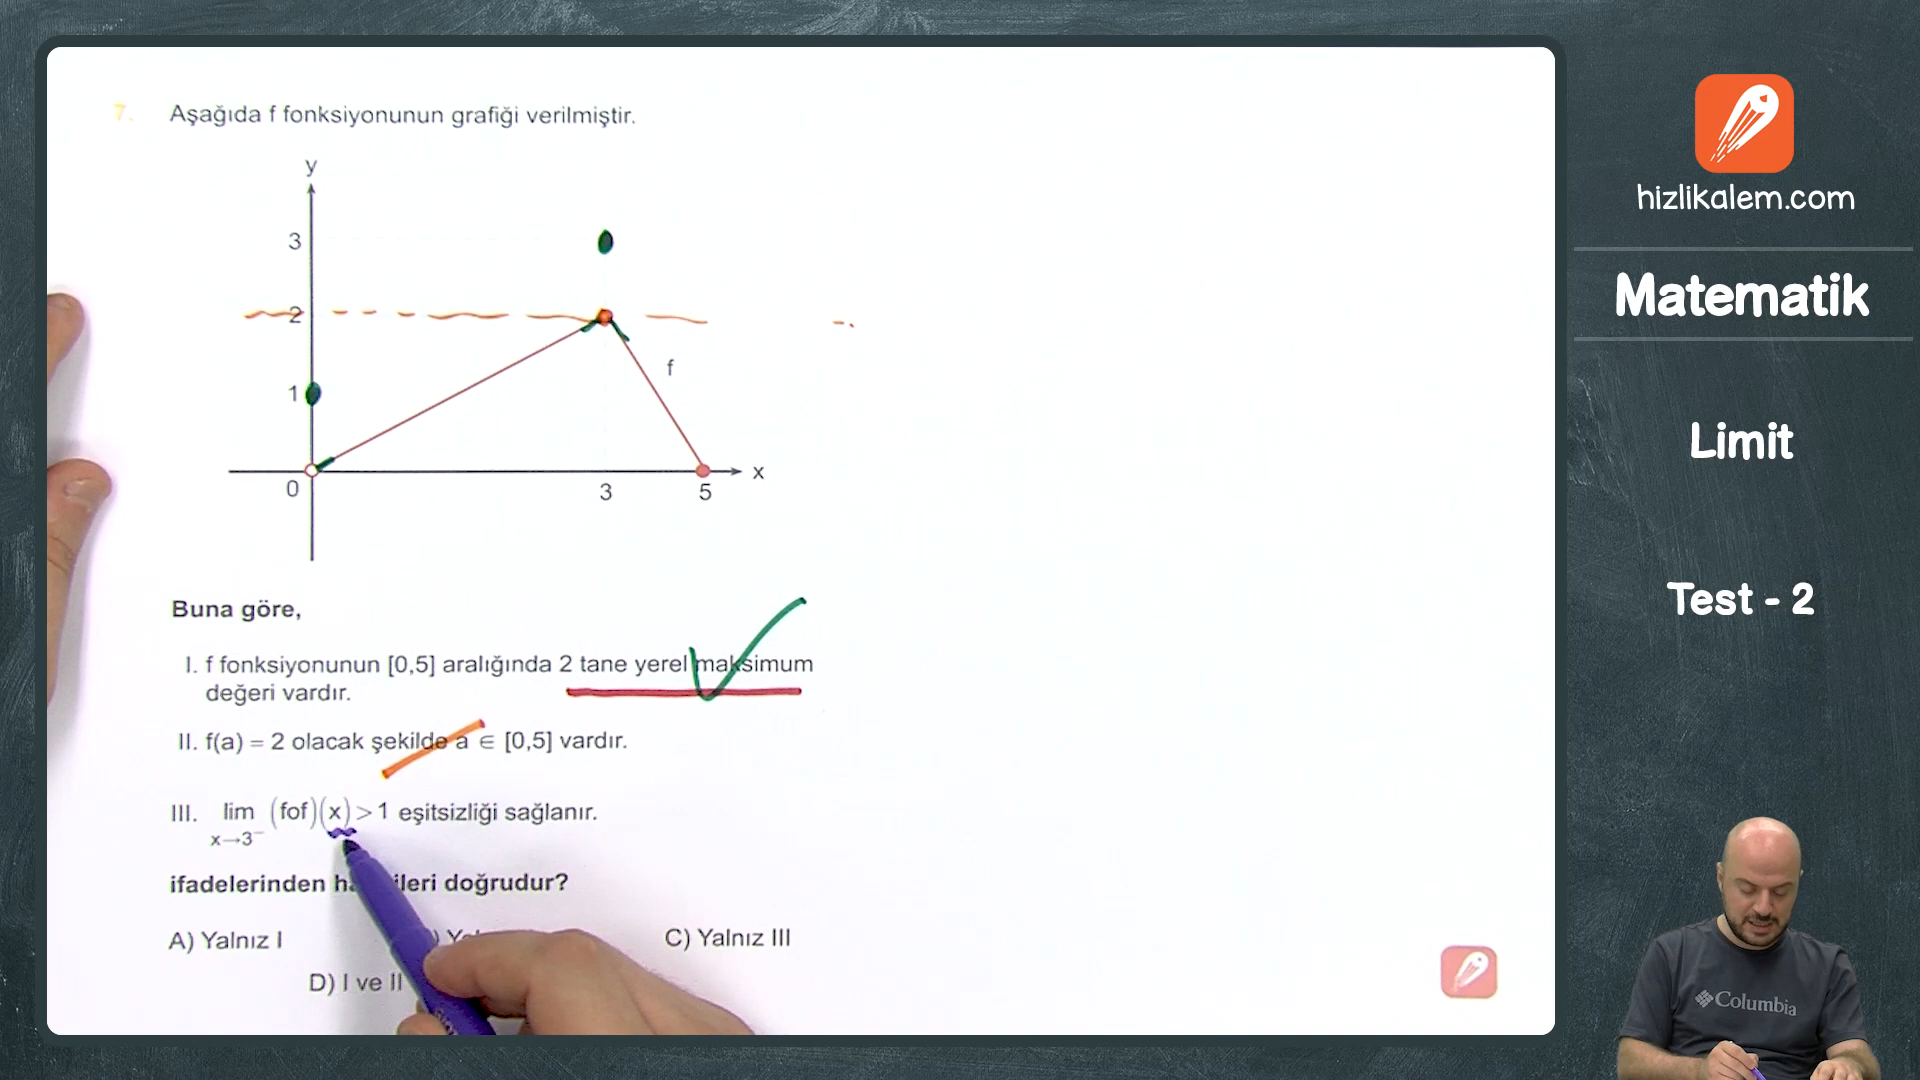 7. Aşağıda f fonksiyonunun grafiği verilmiştir.
y
3
2
1
f
0
3
5
x
Buna göre,
I. f fonksiyonunun [0,5] aralığında 2 tane yerel maksimum
değeri vardır.
II. f(a) = 2 olacak şekilde a ∈ [0,5] vardır.
III. lim (fof)(x) > 1 eşitsizliği sağlanır.
x→3⁻
ifadelerinden doğrudur?
A) Yalnız I
C) Yalnız III
D) I ve II
hizlikalem.com
Matematik
Limit
Test - 2
Columbia